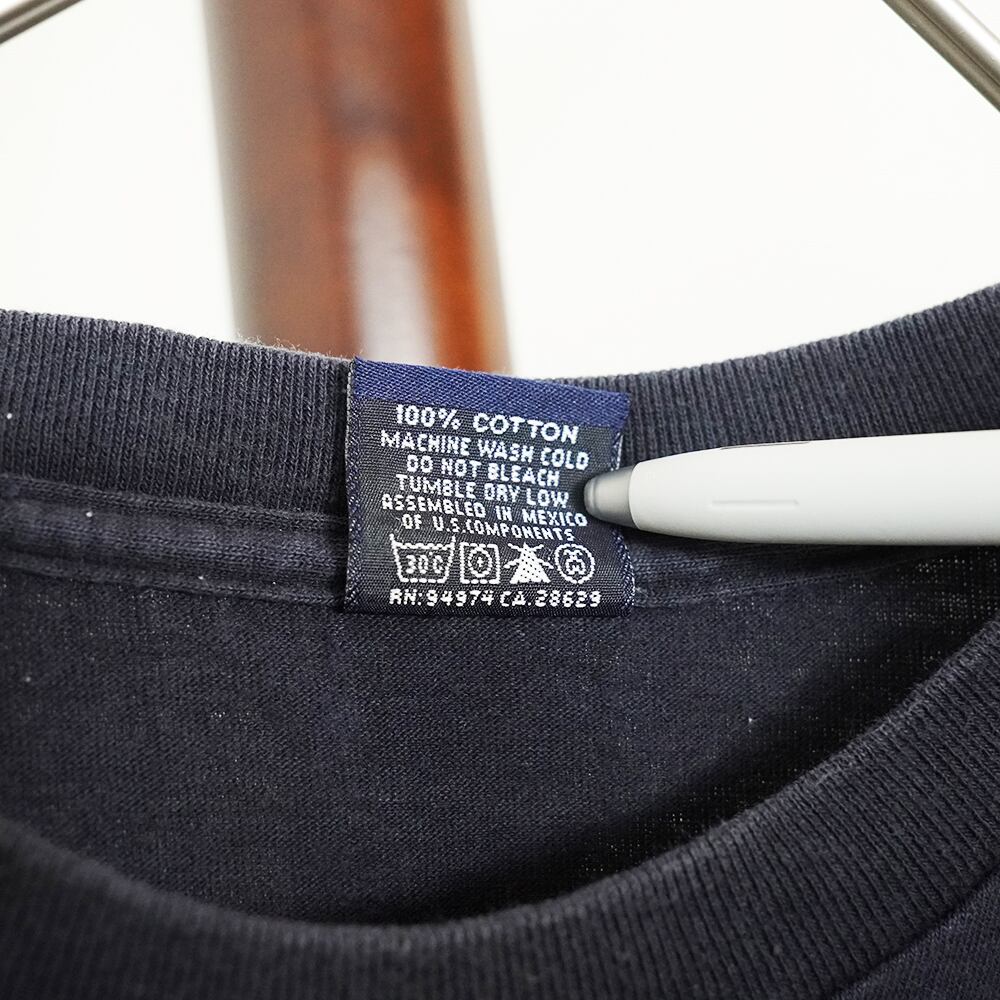 100% COTTON
MACHINE WASH COLD
DO NOT BLEACH
TUMBLE DRY LOW
ASSEMBLED IN MEXICO
OF U.S.COMPONENTS
30C
RN:94974 CA.28629